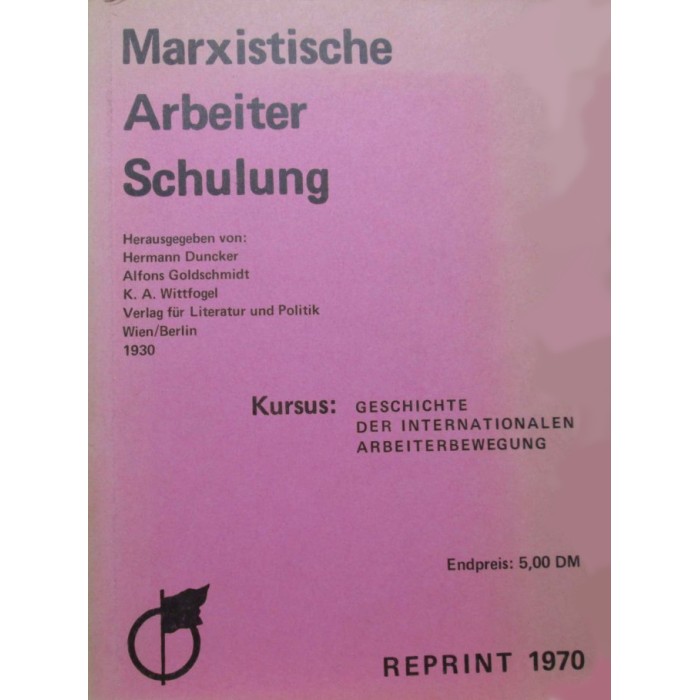 Marxistische
Arbeiter
Schulung
Herausgegeben von:
Hermann Duncker
Alfons Goldschmidt
K. A. Wittfogel
Verlag für Literatur und Politik
Wien/Berlin
1930
Kursus: GESCHICHTE
DER INTERNATIONALEN
ARBEITERBEWEGUNG
Endpreis: 5,00 DM
REPRINT 1970